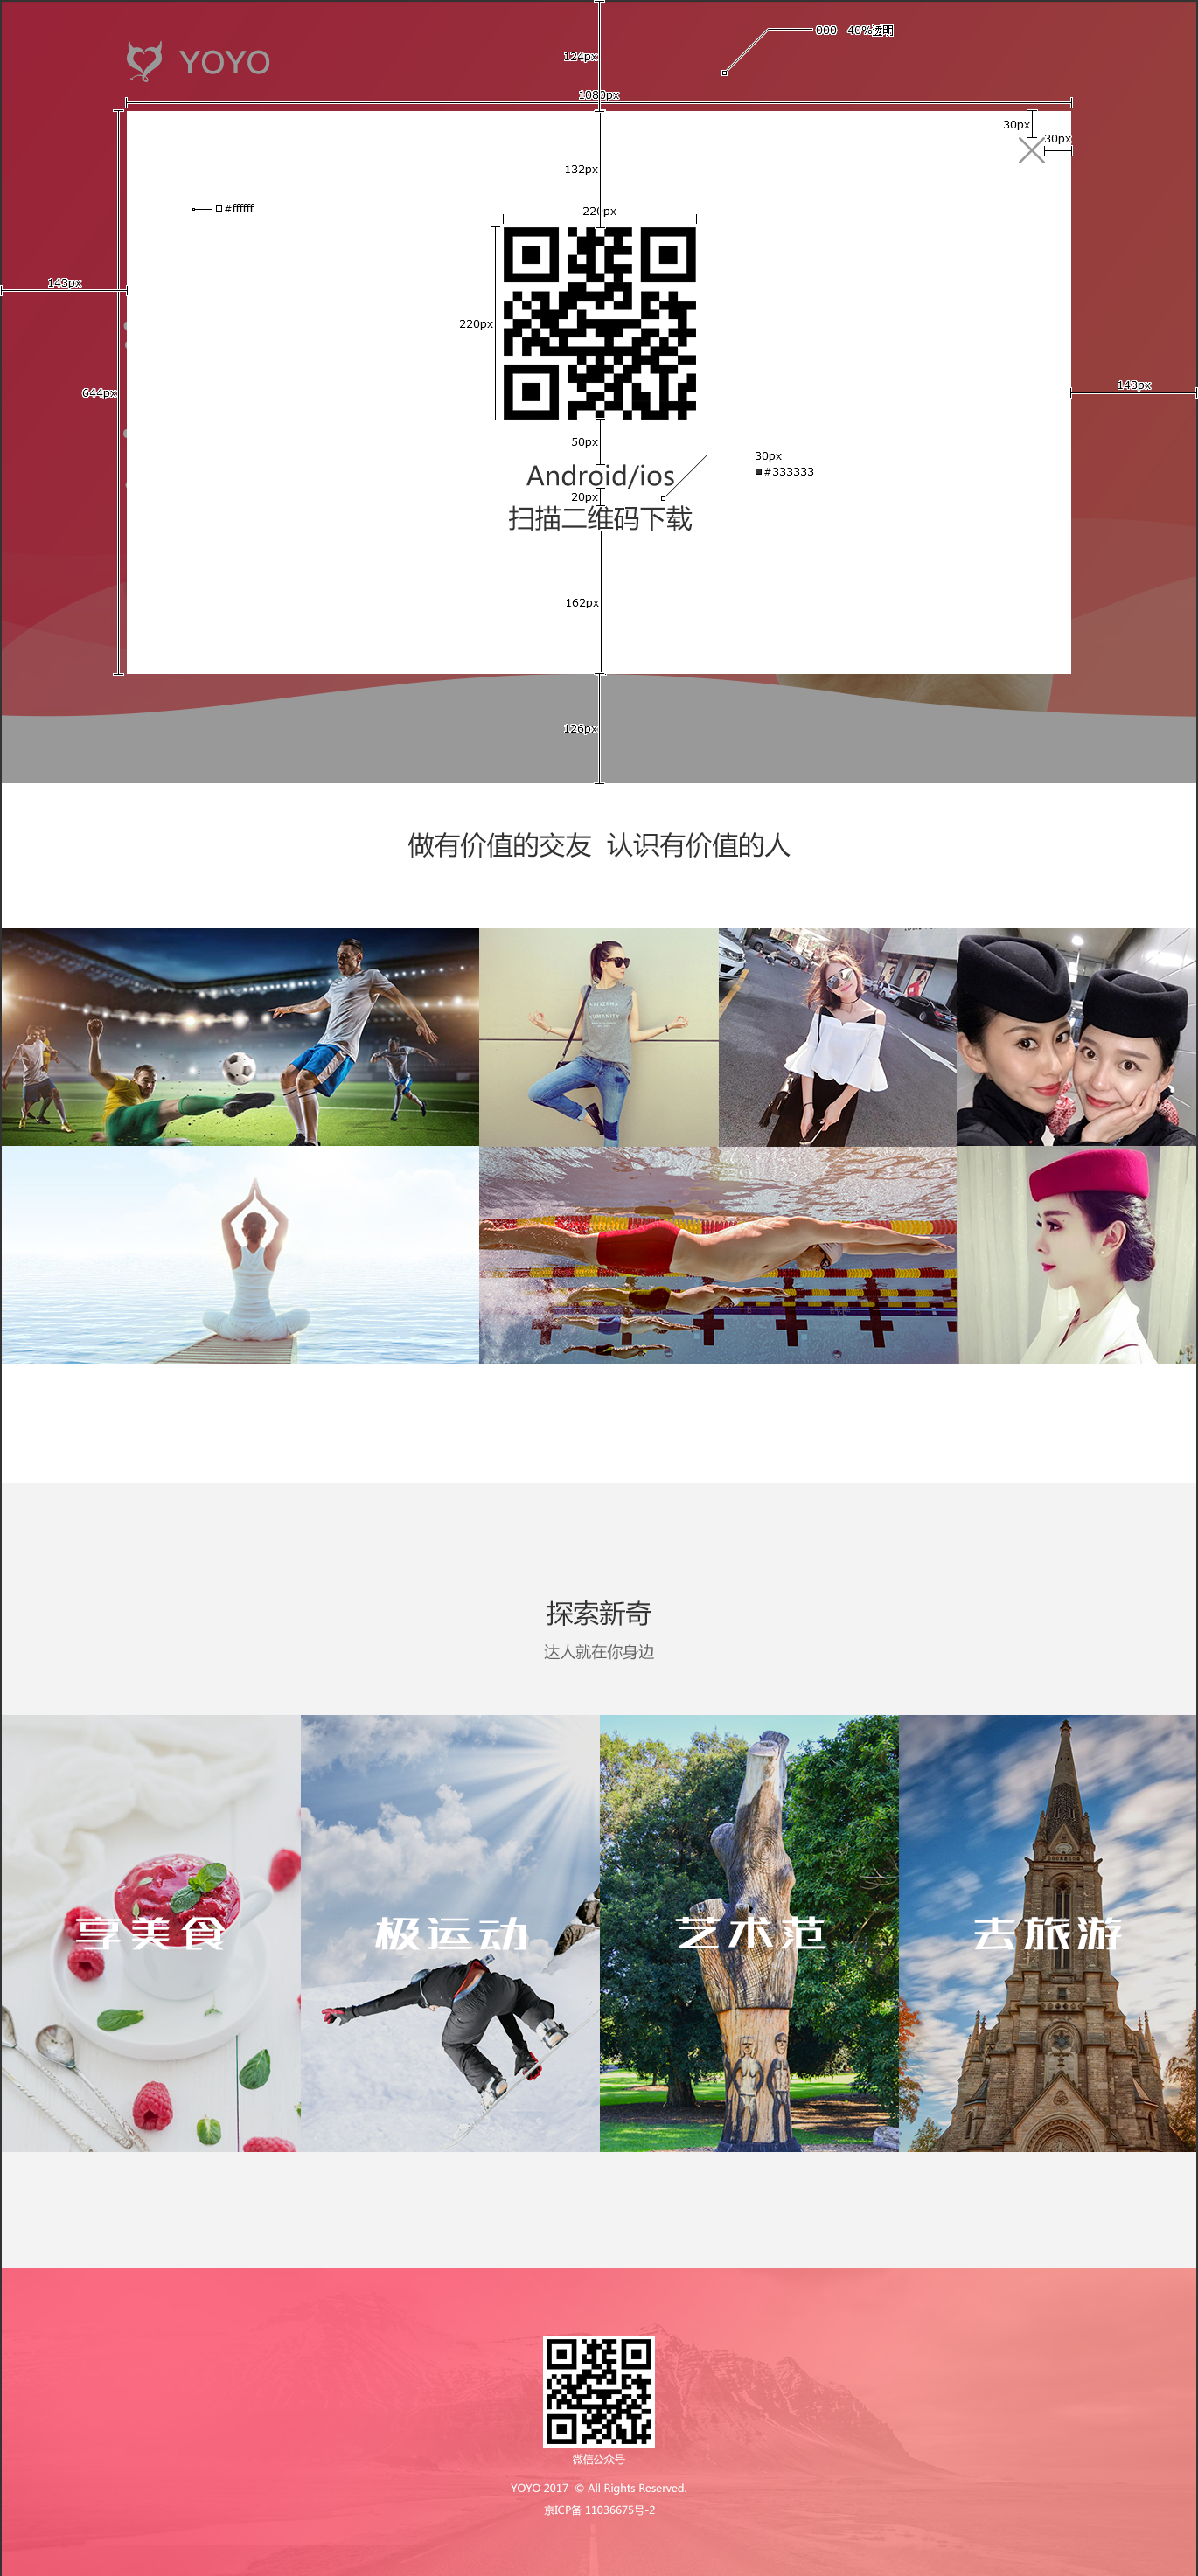 YOYO
124px
000 40%透明
1080px
30px
30px
132px
#ffffff
220px
143px
220px
143px
644px
50px
30px
Android/ios
#333333
20px
扫描二维码下载
162px
126px
做有价值的交友 认识有价值的人
HUMANITY
探索新奇
达人就在你身边
享美食
极运动
艺术范
去旅游
微信公众号
YOYO 2017 © All Rights Reserved.
京ICP备 11036675号-2